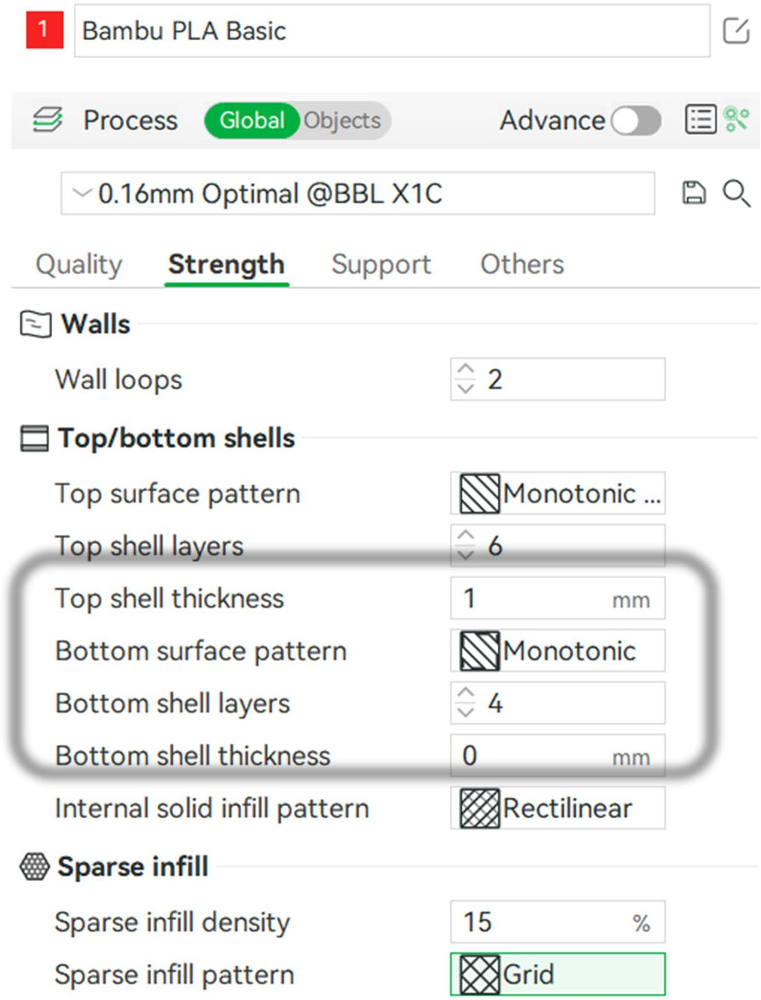 1 Bambu PLA Basic
Process Global Objects Advance
0.16mm Optimal @BBL X1C
Quality Strength Support Others
Walls
Wall loops 2
Top/bottom shells
Top surface pattern Monotonic ...
Top shell layers 6
Top shell thickness 1 mm
Bottom surface pattern Monotonic
Bottom shell layers 4
Bottom shell thickness 0 mm
Internal solid infill pattern Rectilinear
Sparse infill
Sparse infill density 15 %
Sparse infill pattern Grid